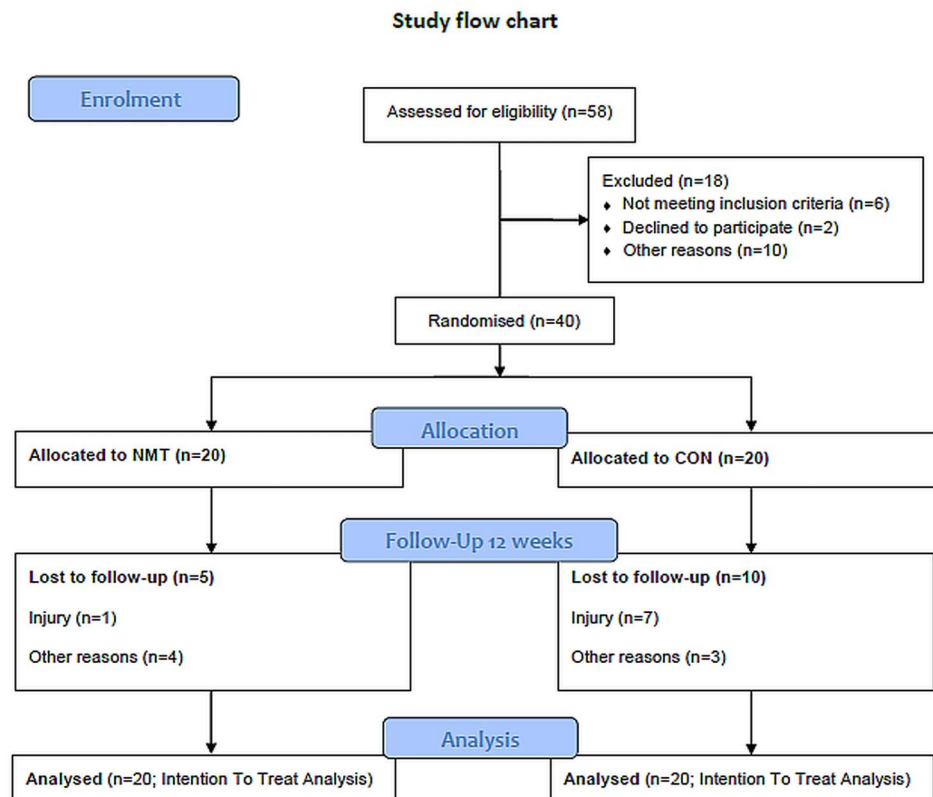 Study flow chart
Enrolment
Assessed for eligibility (n=58)
Excluded (n=18)
♦ Not meeting inclusion criteria (n=6)
♦ Declined to participate (n=2)
♦ Other reasons (n=10)
Randomised (n=40)
Allocation
Allocated to NMT (n=20)
Allocated to CON (n=20)
Follow-Up 12 weeks
Lost to follow-up (n=5)
Injury (n=1)
Other reasons (n=4)
Lost to follow-up (n=10)
Injury (n=7)
Other reasons (n=3)
Analysis
Analysed (n=20; Intention To Treat Analysis)
Analysed (n=20; Intention To Treat Analysis)